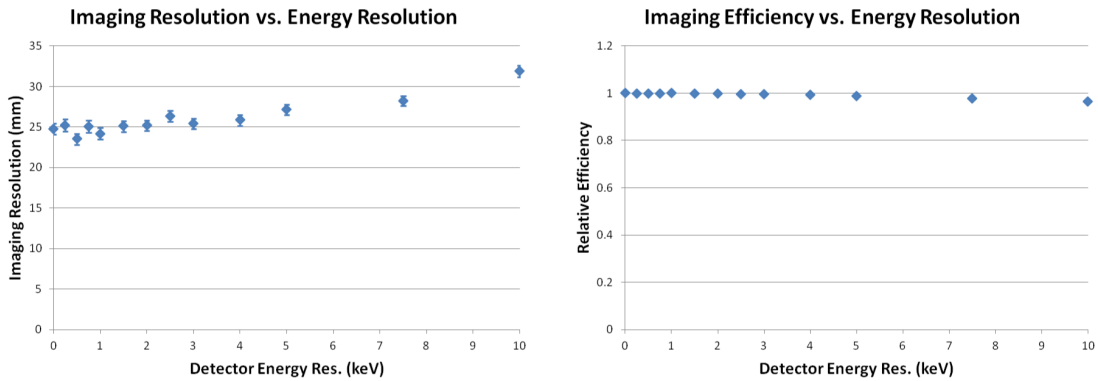 Imaging Resolution vs. Energy Resolution
35
30
25
20
15
10
5
0
Imaging Resolution (mm)
0 1 2 3 4 5 6 7 8 9 10
Detector Energy Res. (keV)
Imaging Efficiency vs. Energy Resolution
1.2
1
0.8
0.6
0.4
0.2
0
Relative Efficiency
0 1 2 3 4 5 6 7 8 9 10
Detector Energy Res. (keV)